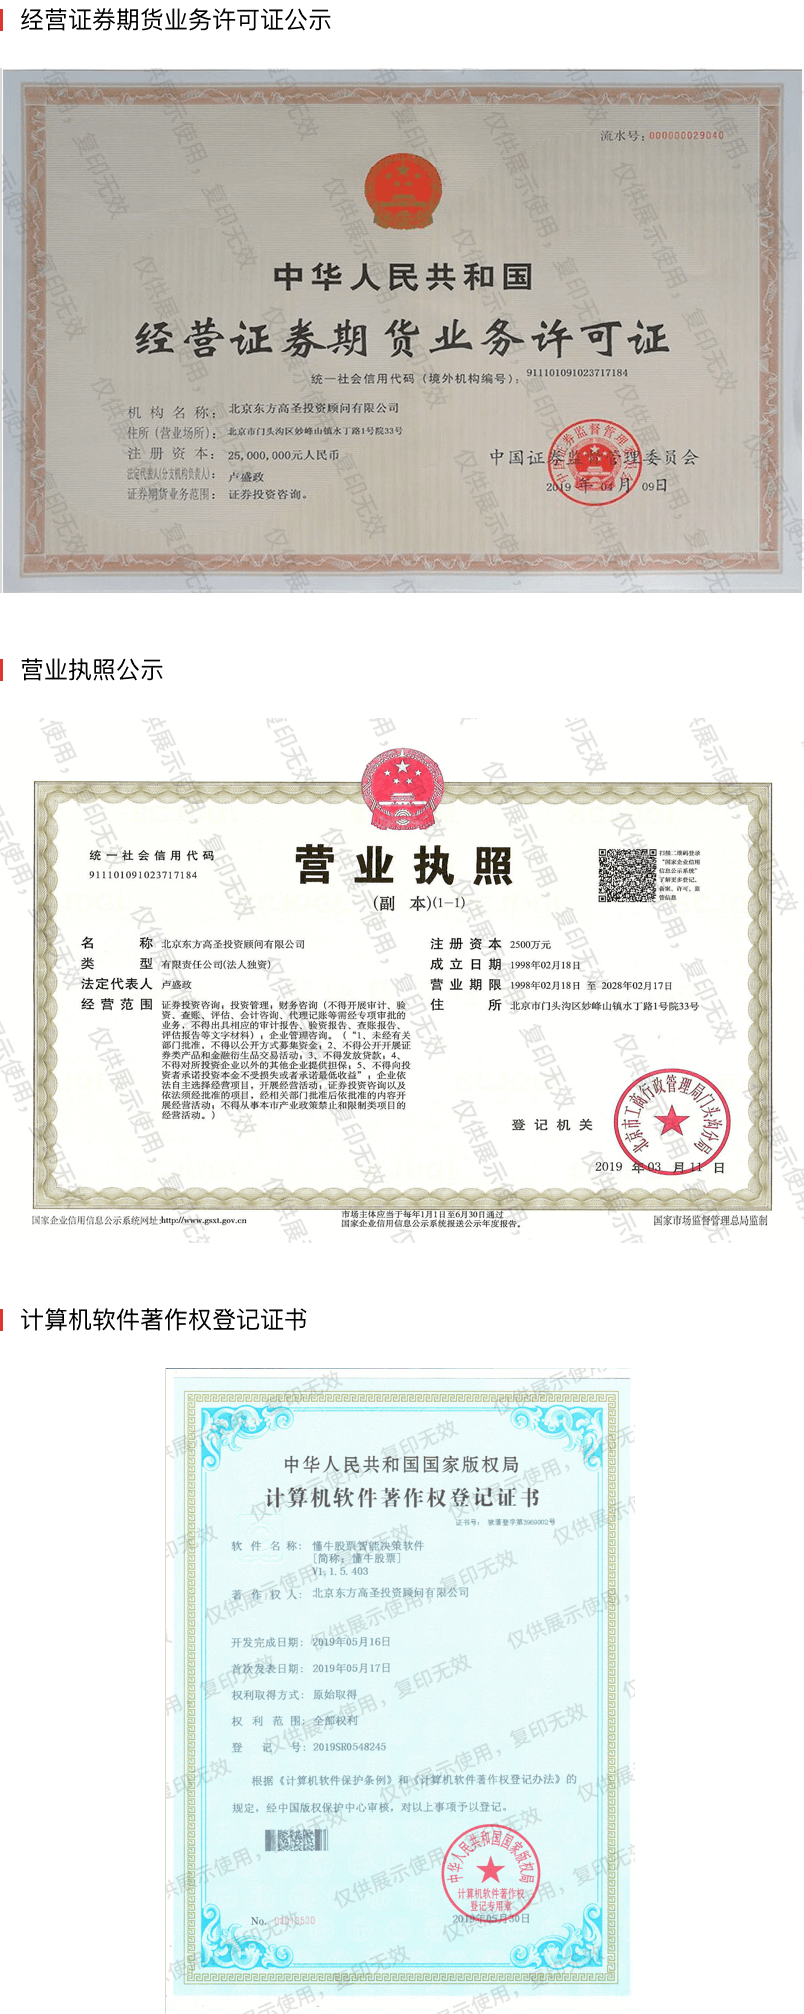 经营证券期货业务许可证公示
流水号：000000029040
中华人民共和国
经营证券期货业务许可证
统一社会信用代码（境外机构编号）：911101091023717184
机构名称：北京东方高圣投资顾问有限公司
住所（营业场所）：北京市门头沟区妙峰山镇水丁路1号院33号
注册资本：25,000,000元人民币
法定代表人(分支机构负责人)：卢盛政
证券期货业务范围：证券投资咨询。
中国证券监督管理委员会
2019 年 04 月 09日
仅供展示使用，复印无效
营业执照公示
统一社会信用代码
911101091023717184
营业执照
(副 本)(1-1)
扫描二维码登录
“国家企业信用
信息公示系统”
了解更多登记、
备案、许可、监
管信息
名 称 北京东方高圣投资顾问有限公司
类 型 有限责任公司(法人独资)
法定代表人 卢盛政
经营范围 证券投资咨询；投资管理；财务咨询（不得开展审计、验
资、查账、评估、会计咨询、代理记账等需经专项审批的
业务，不得出具相应的审计报告、验资报告、查账报告、
评估报告等文字材料）；企业管理咨询。（“1、未经有关
部门批准，不得以公开方式募集资金；2、不得公开开展证
券类产品和金融衍生品交易活动；3、不得发放贷款；4、
不得对所投资企业以外的其他企业提供担保；5、不得向投
资者承诺投资本金不受损失或者承诺最低收益”；企业依
法自主选择经营项目，开展经营活动；证券投资咨询以及
依法须经批准的项目，经相关部门批准后依批准的内容开
展经营活动；不得从事本市产业政策禁止和限制类项目的
经营活动。）
注册资本 2500万元
成立日期 1998年02月18日
营业期限 1998年02月18日 至 2028年02月17日
住 所 北京市门头沟区妙峰山镇水丁路1号院33号
登记机关
北京市工商行政管理局门头沟分局
2019 年 03 月 11 日
国家企业信用信息公示系统网址:http://www.gsxt.gov.cn
市场主体应当于每年1月1日至6月30日通过
国家企业信用信息公示系统报送公示年度报告。
国家市场监督管理总局监制
计算机软件著作权登记证书
中华人民共和国国家版权局
计算机软件著作权登记证书
证书号： 软著登字第3969002号
软件名称： 懂牛股票智能决策软件
[简称：懂牛股票]
V1.1.5.403
著作权人： 北京东方高圣投资顾问有限公司
开发完成日期： 2019年05月16日
首次发表日期： 2019年05月17日
权利取得方式： 原始取得
权利范围： 全部权利
登记号： 2019SR0548245
根据《计算机软件保护条例》和《计算机软件著作权登记办法》的
规定，经中国版权保护中心审核，对以上事项予以登记。
中华人民共和国国家版权局
计算机软件著作权
登记专用章
No.
2019年05月30日